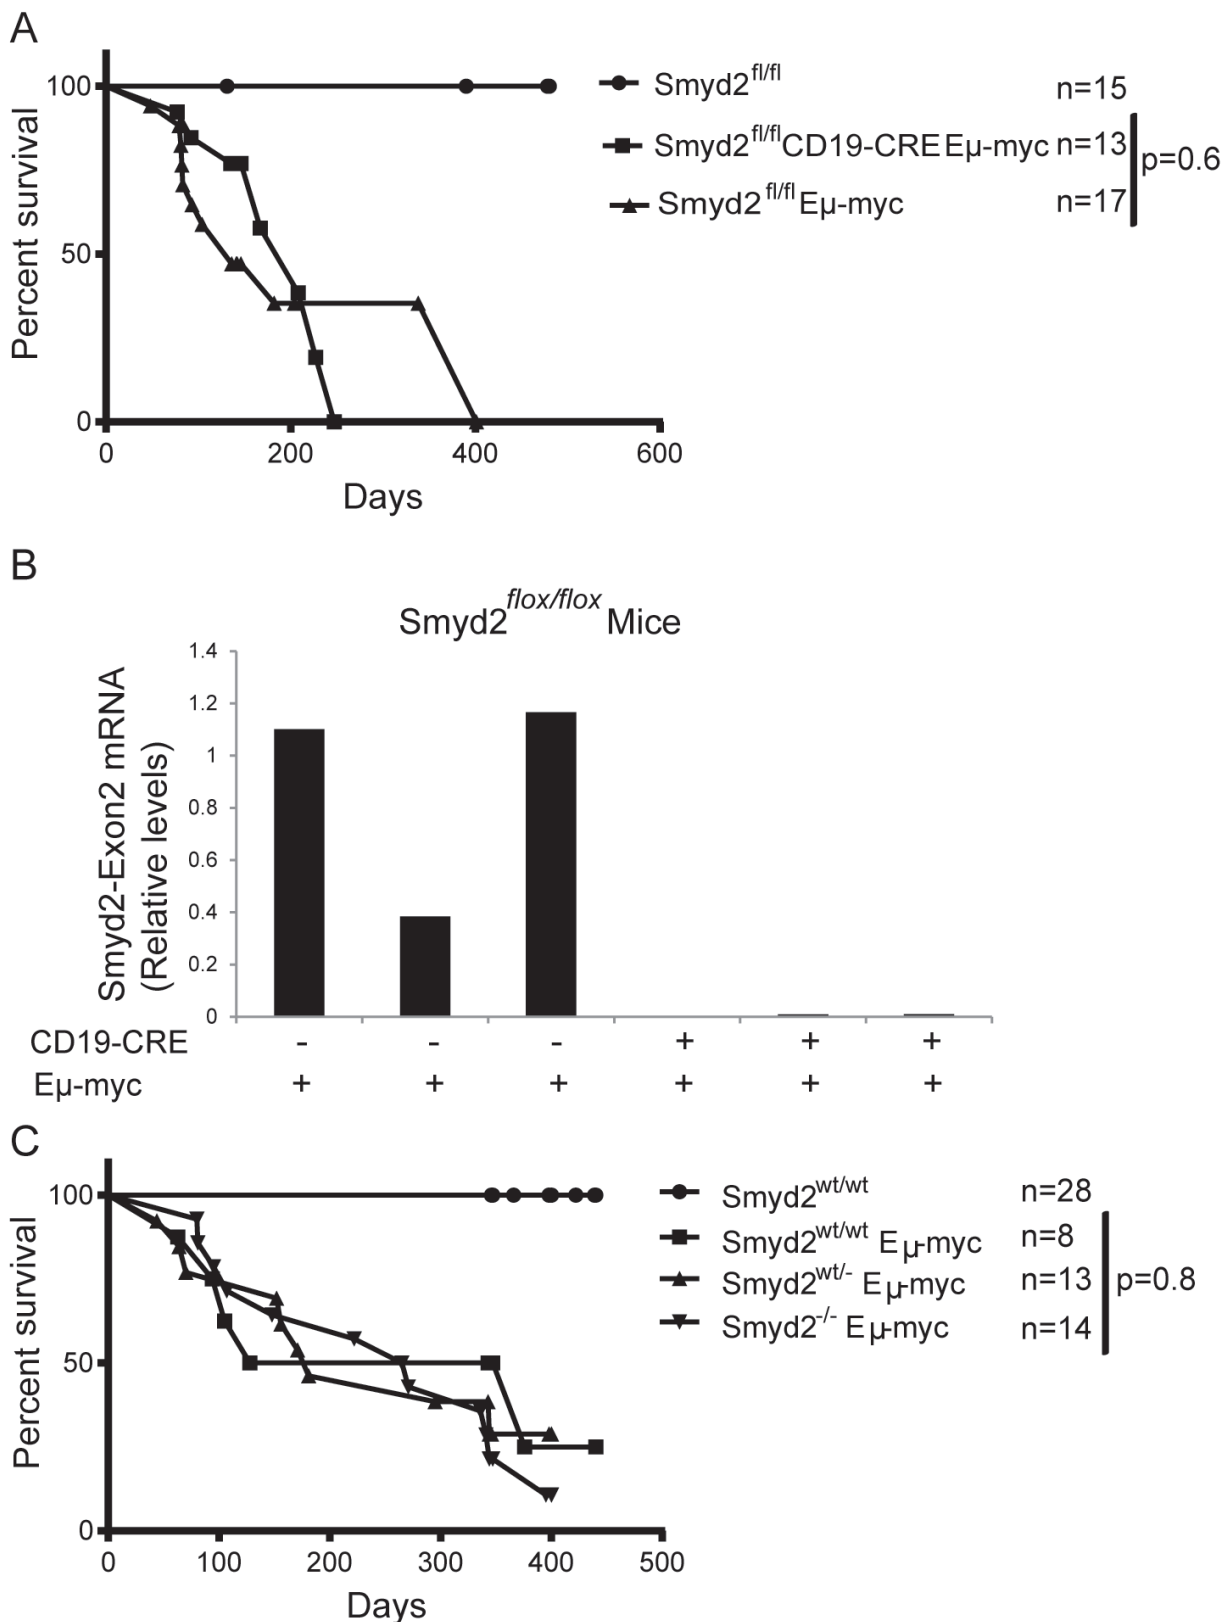 A
Percent survival
100
50
0
0 200 400 600
Days
Smyd2fl/fl n=15
Smyd2fl/flCD19-CREEµ-myc n=13
Smyd2fl/flEµ-myc n=17
p=0.6
B
Smyd2flox/flox Mice
Smyd2-Exon2 mRNA
(Relative levels)
1.4
1.2
1
0.8
0.6
0.4
0.2
0
CD19-CRE - - - + + +
Eµ-myc + + + + + +
C
Percent survival
100
50
0
0 100 200 300 400 500
Days
Smyd2wt/wt n=28
Smyd2wt/wt Eµ-myc n=8
Smyd2wt/- Eµ-myc n=13
Smyd2-/- Eµ-myc n=14
p=0.8